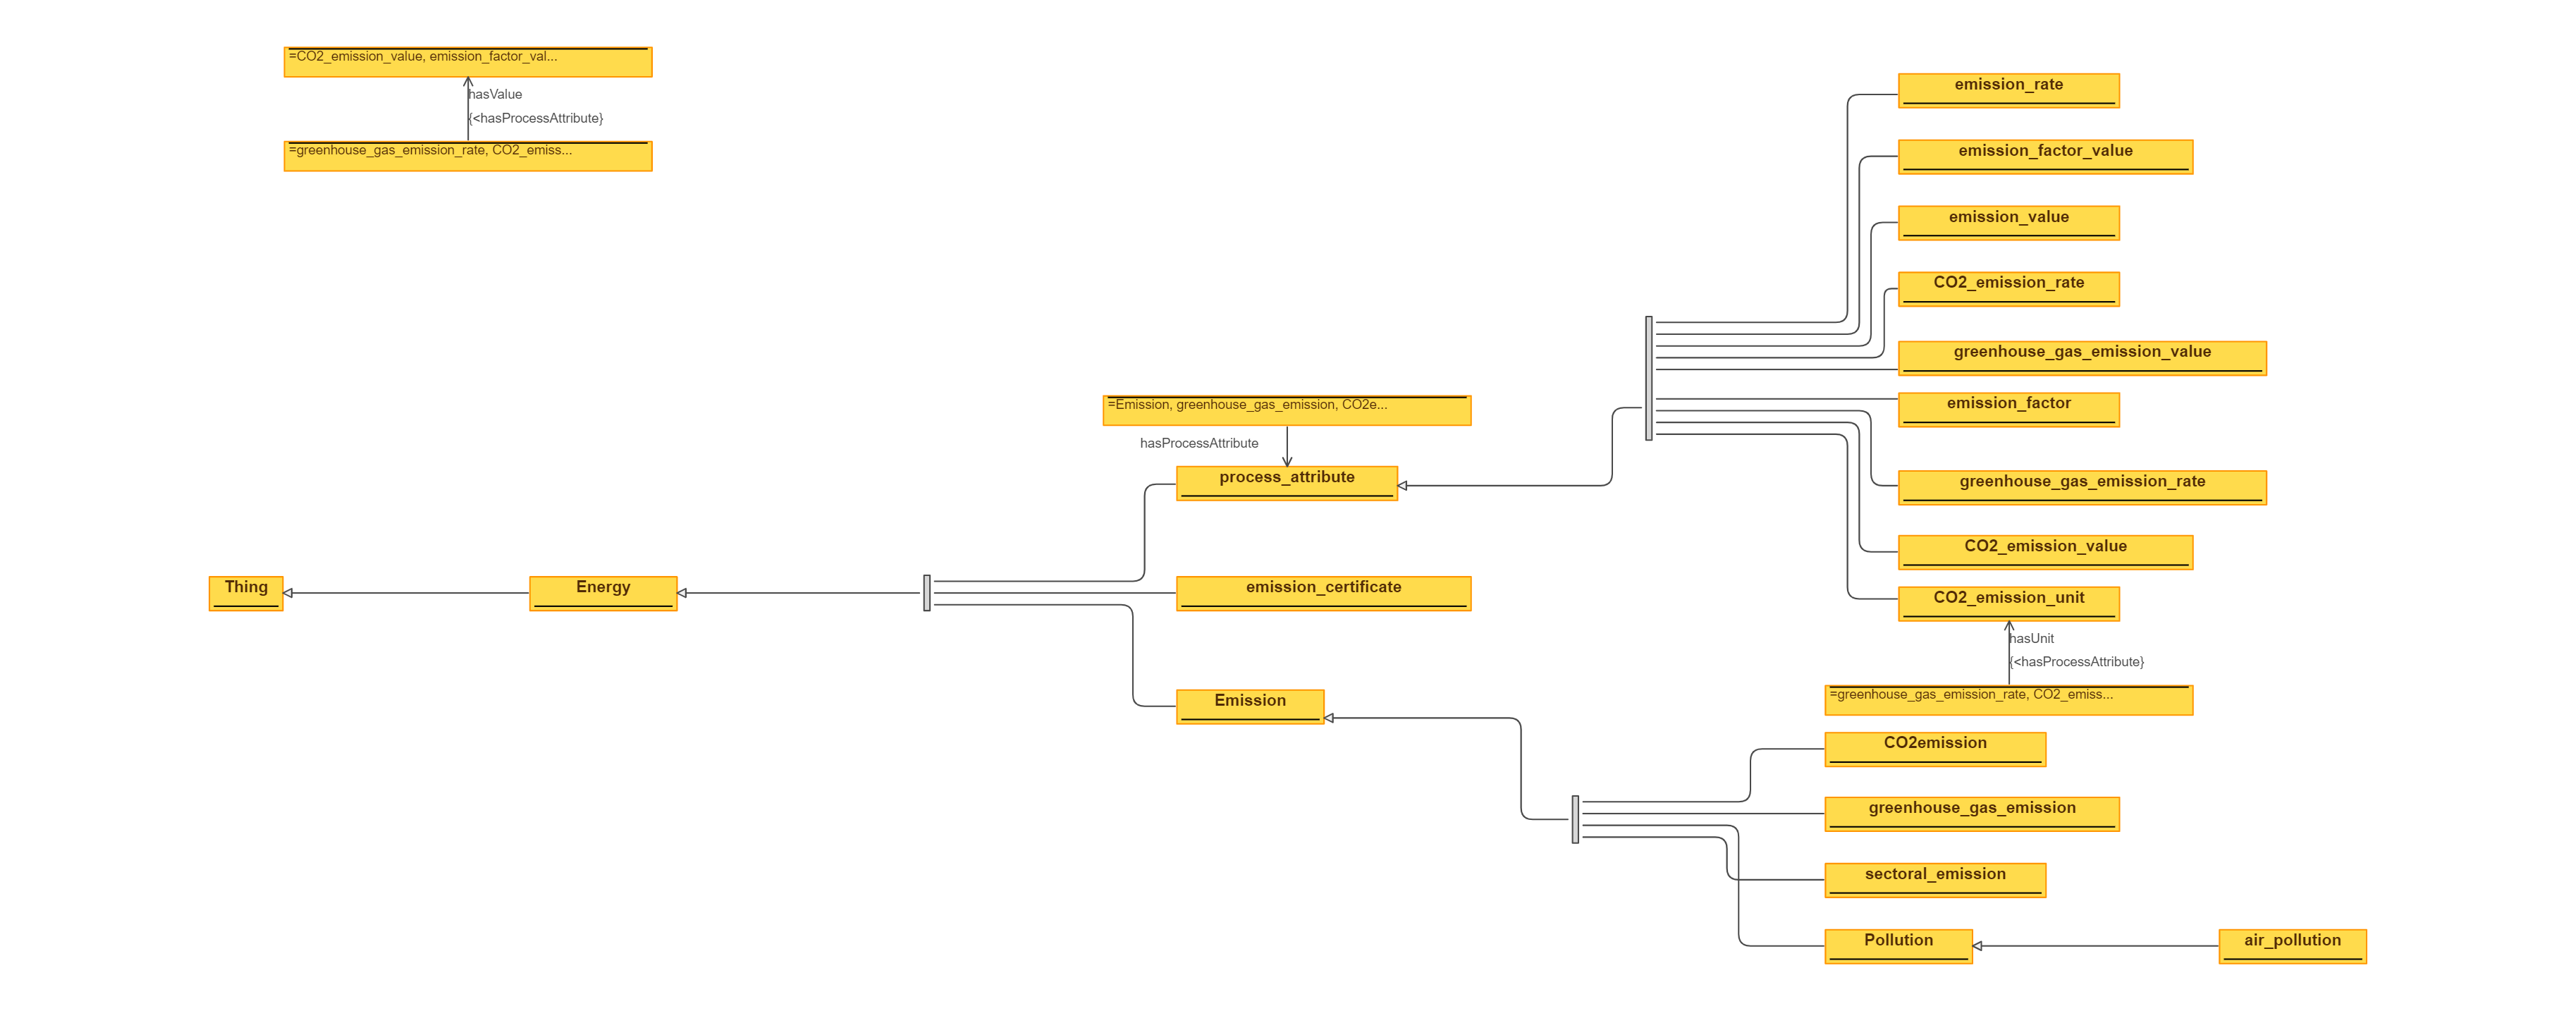 =CO2_emission_value, emission_factor_val...
hasValue
{<hasProcessAttribute}
=greenhouse_gas_emission_rate, CO2_emiss...
emission_rate
emission_factor_value
emission_value
CO2_emission_rate
greenhouse_gas_emission_value
emission_factor
=Emission, greenhouse_gas_emission, CO2e...
hasProcessAttribute
process_attribute
greenhouse_gas_emission_rate
CO2_emission_value
Thing
Energy
emission_certificate
CO2_emission_unit
hasUnit
{<hasProcessAttribute}
=greenhouse_gas_emission_rate, CO2_emiss...
Emission
CO2emission
greenhouse_gas_emission
sectoral_emission
Pollution
air_pollution